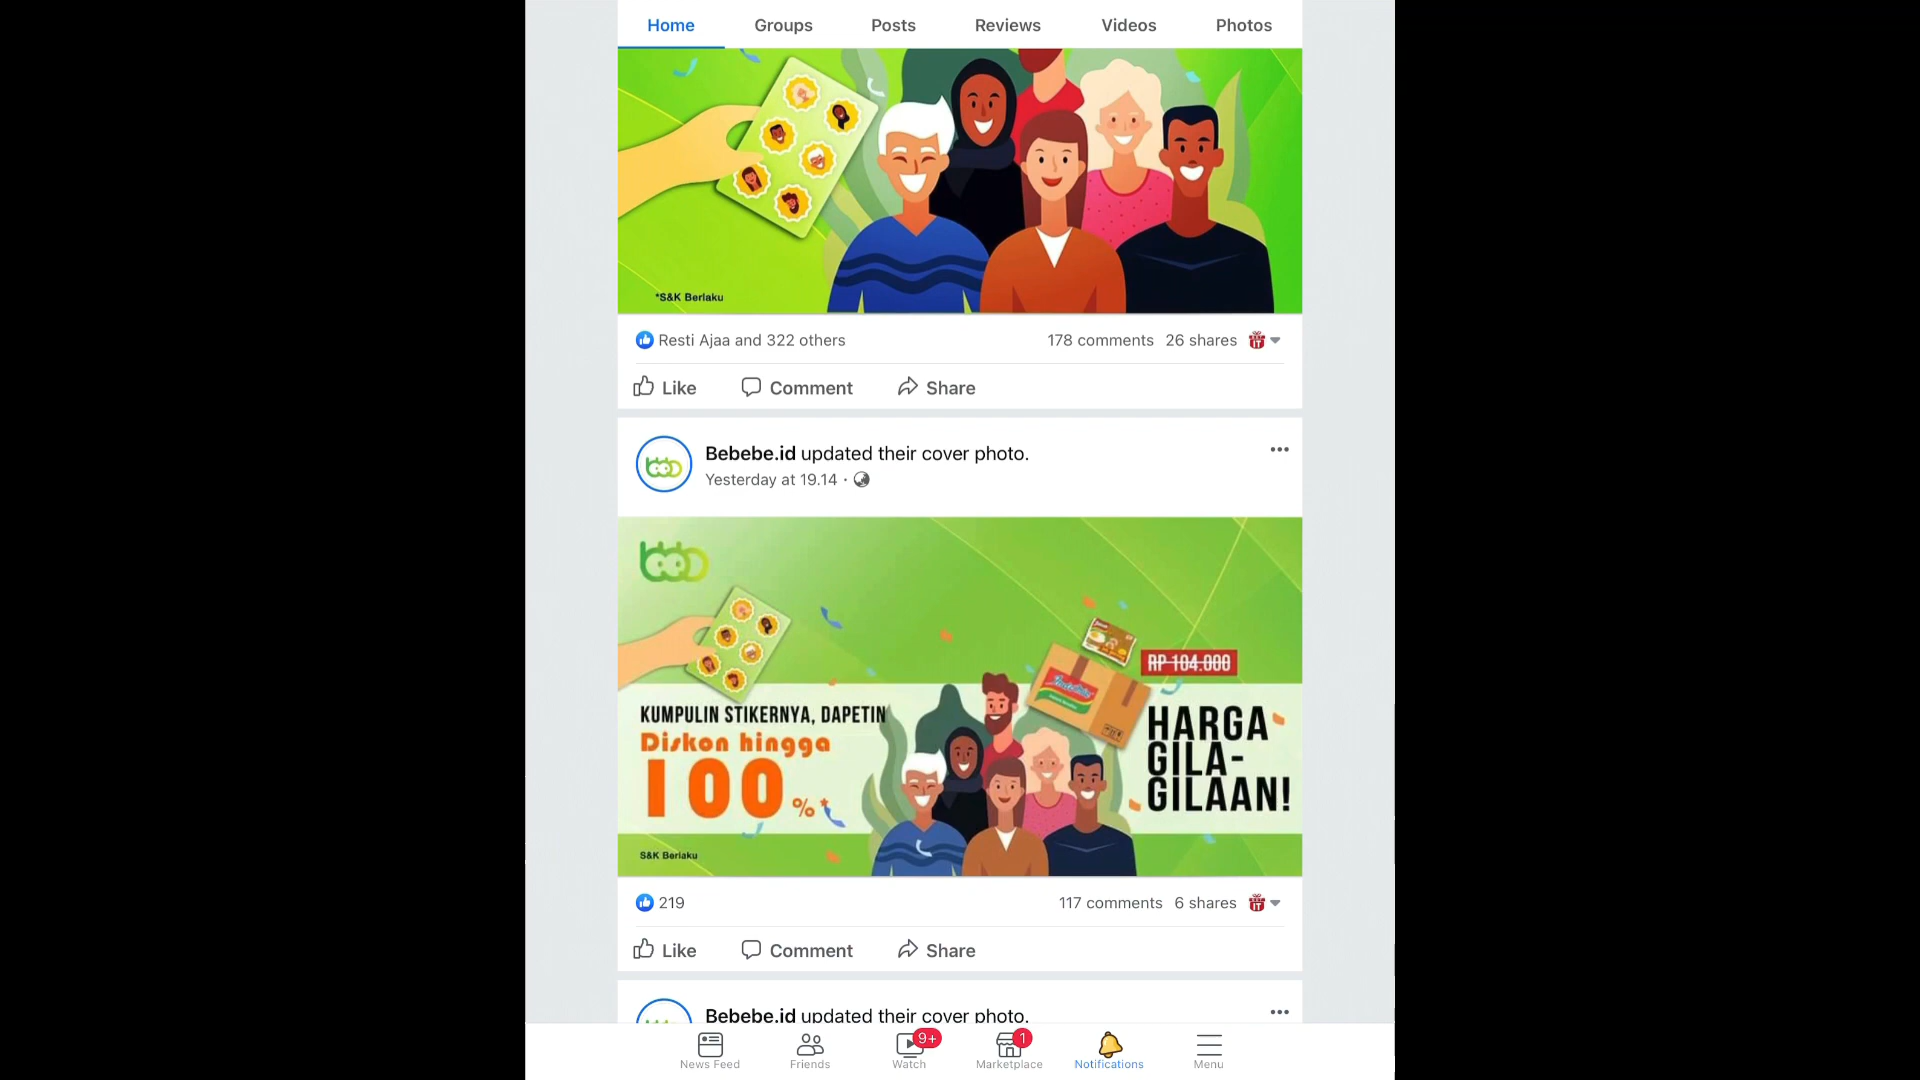 Home Groups Posts Reviews Videos Photos
*S&K Berlaku
Resti Ajaa and 322 others 178 comments 26 shares
Like Comment Share
Bebebe.id updated their cover photo.
Yesterday at 19.14 ·
RP 104.000
Indomie
KUMPULIN STIKERNYA, DAPETIN
Diskon hingga
100%
HARGA
GILA-
GILAAN!
S&K Berlaku
219 117 comments 6 shares
Like Comment Share
Bebebe.id updated their cover photo.
9+ 1
News Feed Friends Watch Marketplace Notifications Menu